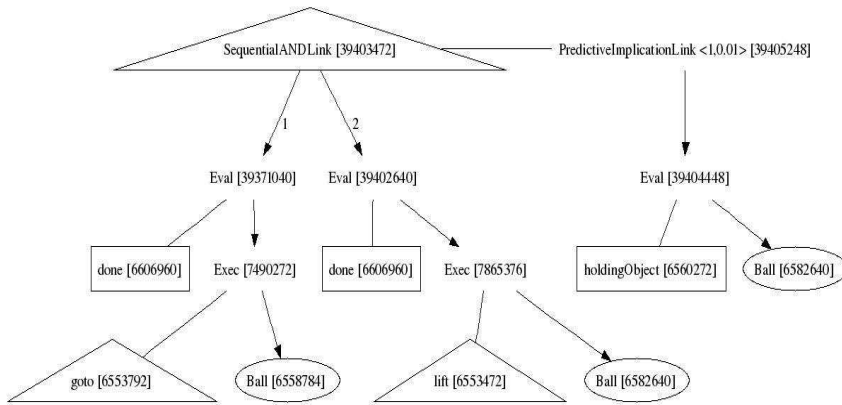 SequentialANDLink [39403472]
PredictiveImplicationLink <1,0.01> [39405248]
1
2
Eval [39371040]
Eval [39402640]
Eval [39404448]
done [6606960]
Exec [7490272]
done [6606960]
Exec [7865376]
holdingObject [6560272]
Ball [6582640]
goto [6553792]
Ball [6558784]
lift [6553472]
Ball [6582640]